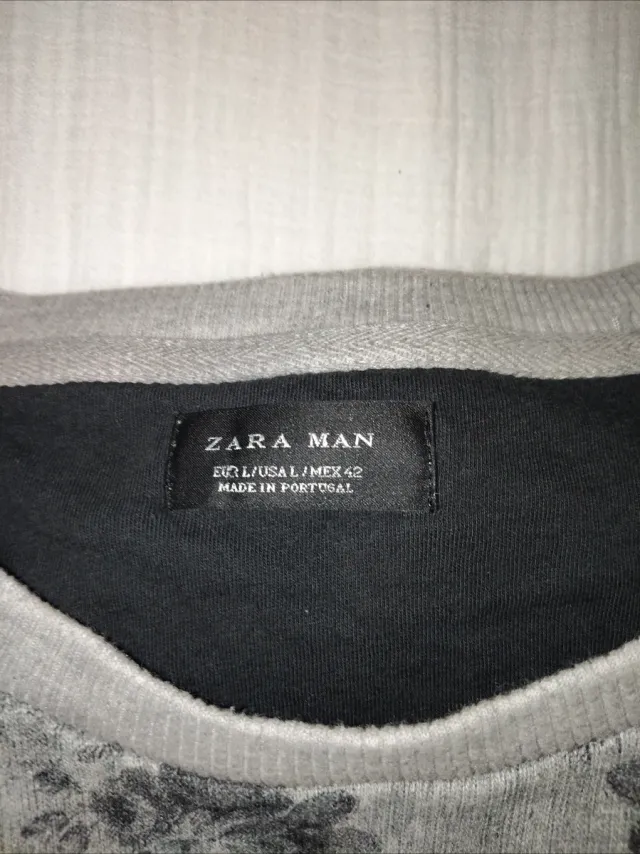 ZARA MAN
EUR L/USA L/MEX 42
MADE IN PORTUGAL